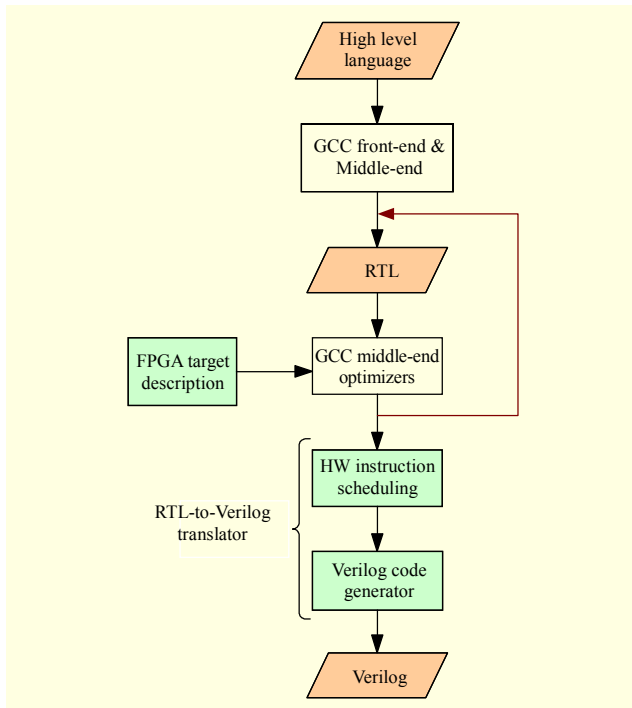 High level
language
GCC front-end &
Middle-end
RTL
FPGA target
description
GCC middle-end
optimizers
HW instruction
scheduling
RTL-to-Verilog
translator
Verilog code
generator
Verilog